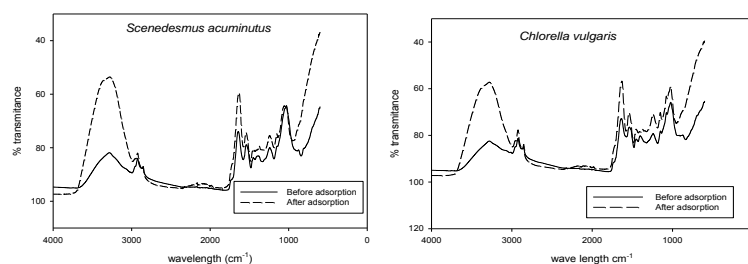 Scenedesmus acuminutus
% transmitance
40
60
80
100
Before adsorption
After adsorption
4000
3000
2000
1000
0
wavelength (cm-1)
Chlorella vulgaris
% transmitance
40
60
80
100
120
Before adsorption
After adsorption
4000
3000
2000
1000
0
wave length cm-1